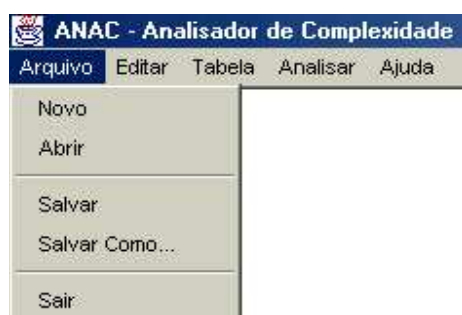 ANAC - Analisador de Complexidade
Arquivo Editar Tabela Analisar Ajuda
Novo
Abrir
Salvar
Salvar Como...
Sair